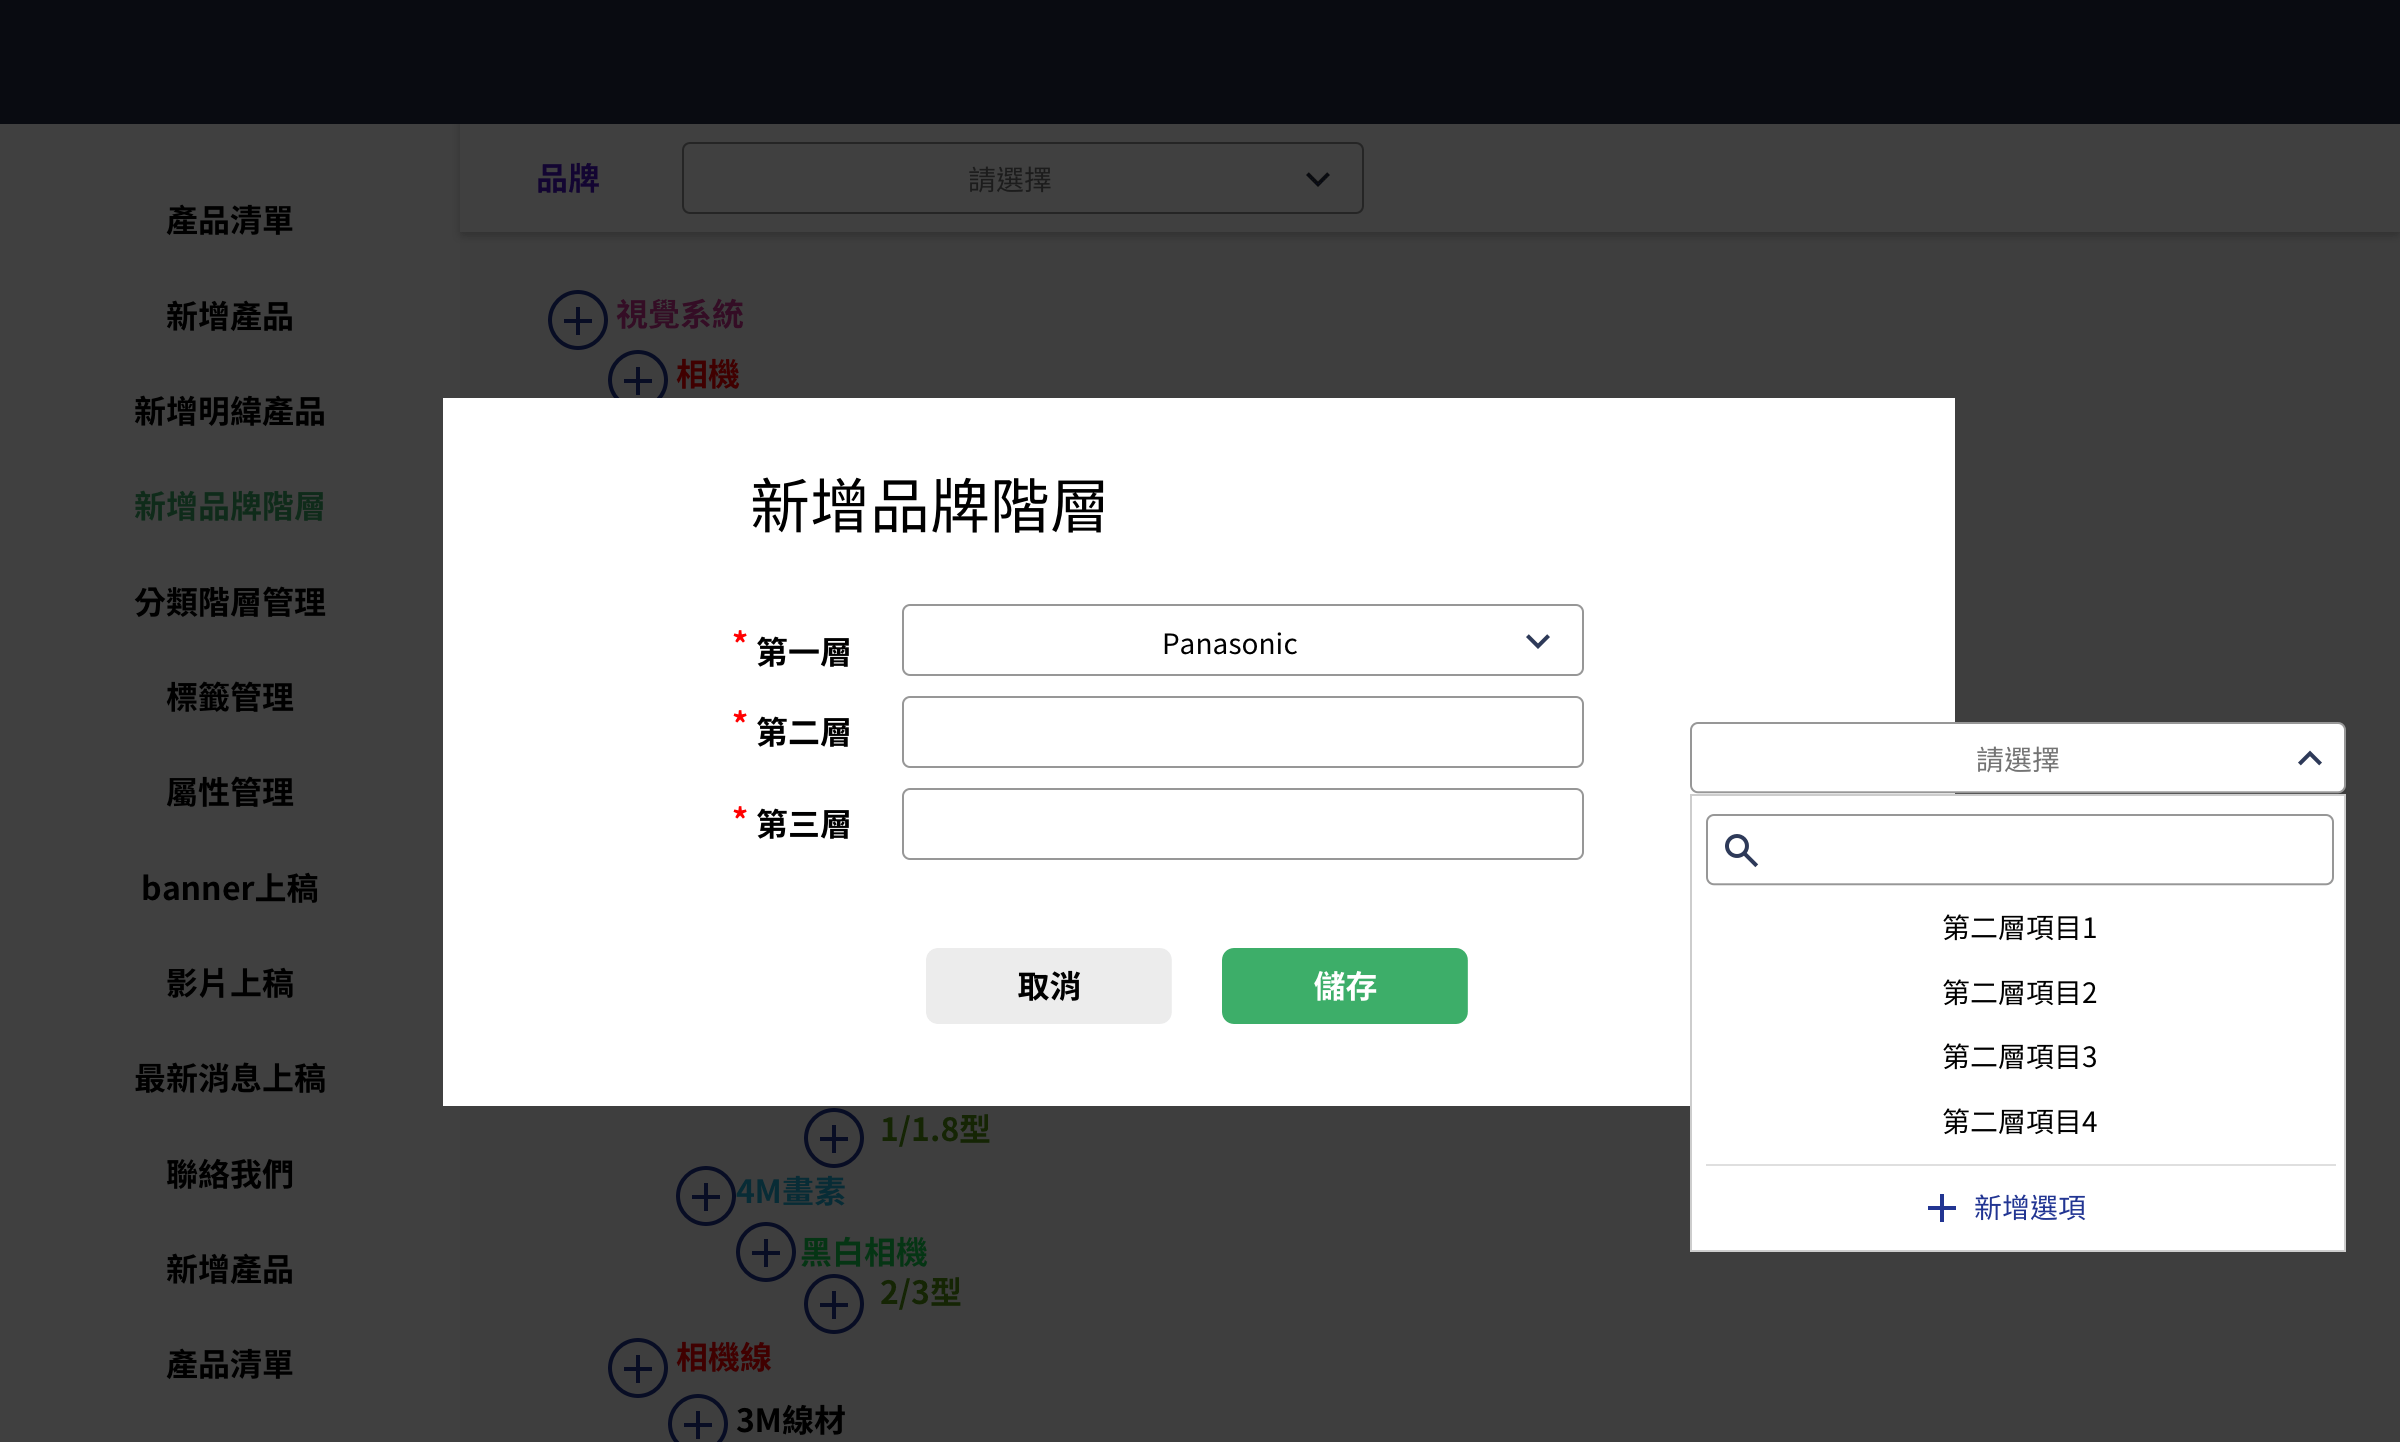 品牌
請選擇
產品清單
新增產品
新增明緯產品
新增品牌階層
分類階層管理
標籤管理
屬性管理
banner上稿
影片上稿
最新消息上稿
聯絡我們
新增產品
產品清單
視覺系統
相機
新增品牌階層
* 第一層
Panasonic
* 第二層
* 第三層
取消
儲存
請選擇
第二層項目1
第二層項目2
第二層項目3
第二層項目4
新增選項
1/1.8型
4M畫素
黑白相機
2/3型
相機線
3M線材